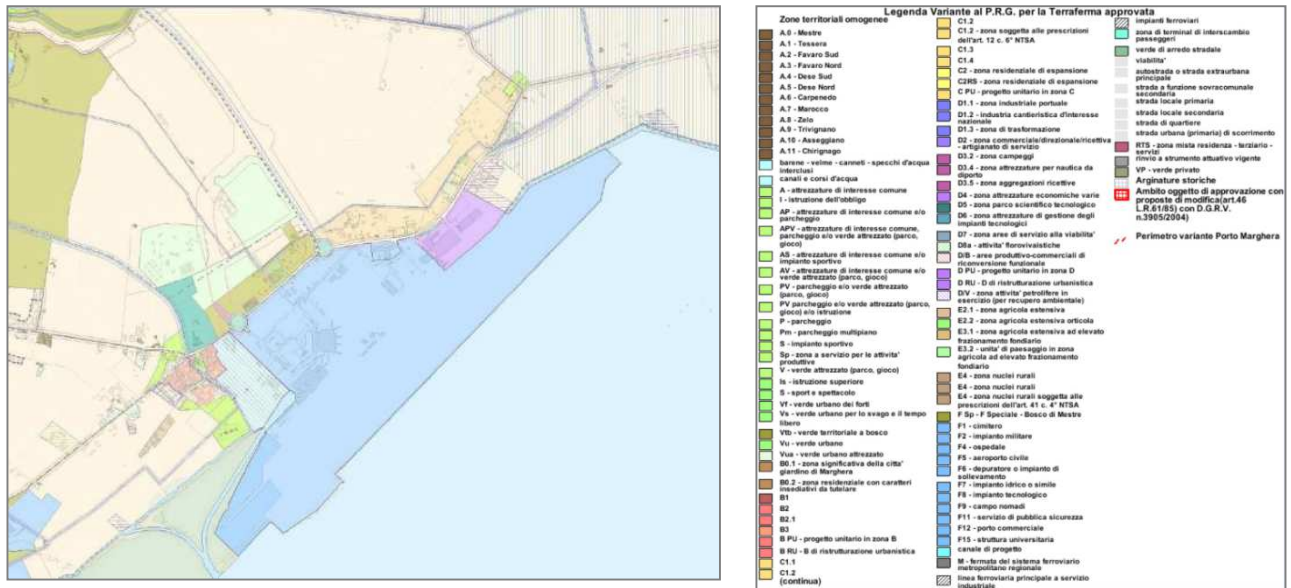 Legenda Variante al P.R.G. per la Terraferma approvata
Zone territoriali omogenee
A.0 - Mestre
A.1 - Tessera
A.2 - Favaro Sud
A.3 - Favaro Nord
A.4 - Dese Sud
A.5 - Dese Nord
A.6 - Carpenedo
A.7 - Marocco
A.8 - Zelo
A.9 - Trivignano
A.10 - Asseggiano
A.11 - Chirignago
barene - velme - canneti - specchi d'acqua
interclusi
canali e corsi d'acqua
A - attrezzature di interesse comune
I - istruzione dell'obbligo
AP - attrezzature di interesse comune e/o
parcheggio
APV - attrezzature di interesse comune,
parcheggio e/o verde attrezzato (parco,
gioco)
AS - attrezzature di interesse comune e/o
impianto sportivo
AV - attrezzature di interesse comune e/o
verde attrezzato (parco, gioco)
PV - parcheggio e/o verde attrezzato
(parco, gioco)
PV parcheggio e/o verde attrezzato (parco,
gioco) e/o istruzione
P - parcheggio
Pm - parcheggio multipiano
S - impianto sportivo
Sp - zona a servizio per le attivita'
produttive
V - verde attrezzato (parco, gioco)
Is - istruzione superiore
S - sport e spettacolo
Vf - verde urbano dei forti
Vs - verde urbano per lo svago e il tempo
libero
Vtb - verde territoriale a bosco
Vu - verde urbano
Vua - verde urbano attrezzato
B0.1 - zona significativa della citta'
giardino di Marghera
B0.2 - zona residenziale con caratteri
insediativi da tutelare
B1
B2
B2.1
B3
B PU - progetto unitario in zona B
B RU - B di ristrutturazione urbanistica
C1.1
C1.2
(continua)
C1.2
C1.2 - zona soggetta alle prescrizioni
dell'art. 12 c. 6° NTSA
C1.3
C1.4
C2 - zona residenziale di espansione
C2RS - zona residenziale di espansione
C PU - progetto unitario in zona C
D1.1 - zona industriale portuale
D1.2 - industria cantieristica d'interesse
nazionale
D1.3 - zona di trasformazione
D2 - zona commerciale/direzionale/ricettiva
- artigianato di servizio
D3.2 - zona campeggi
D3.4 - zona attrezzature per nautica da
diporto
D3.5 - zona aggregazioni ricettive
D4 - zona attrezzature economiche varie
D5 - zona parco scientifico tecnologico
D6 - zona attrezzature di gestione degli
impianti tecnologici
D7 - zona aree di servizio alla viabilita'
D8a - attivita' florovivaistiche
D/B - aree produttivo-commerciali di
riconversione funzionale
D PU - progetto unitario in zona D
D RU - D di ristrutturazione urbanistica
D/V - zona attivita' petrolifere in
esercizio (per recupero ambientale)
E2.1 - zona agricola estensiva
E2.2 - zona agricola estensiva orticola
E3.1 - zona agricola estensiva ad elevato
frazionamento fondiario
E3.2 - unita' di paesaggio in zona
agricola ad elevato frazionamento
fondiario
E4 - zona nuclei rurali
E4 - zona nuclei rurali
E4 - zona nuclei rurali soggetta alle
prescrizioni dell'art. 41 c. 4° NTSA
F Sp - F Speciale - Bosco di Mestre
F1 - cimitero
F2 - impianto militare
F4 - ospedale
F5 - aeroporto civile
F6 - depuratore o impianto di
sollevamento
F7 - impianto idrico o simile
F8 - impianto tecnologico
F9 - campo nomadi
F11 - servizio di pubblica sicurezza
F12 - porto commerciale
F15 - struttura universitaria
canale di progetto
M - fermata del sistema ferroviario
metropolitano regionale
linea ferroviaria principale a servizio
industriale
impianti ferroviari
zona di terminal di interscambio
passeggeri
verde di arredo stradale
viabilita'
autostrada o strada extraurbana
principale
strada a funzione sovracomunale
secondaria
strada locale primaria
strada locale secondaria
strada di quartiere
strada urbana (primaria) di scorrimento
RTS - zona mista residenza - terziario -
servizi
rinvio a strumento attuativo vigente
VP - verde privato
Arginature storiche
Ambito oggetto di approvazione con
proposte di modifica(art.46
L.R.61/85) con D.G.R.V.
n.3905/2004)
Perimetro variante Porto Marghera